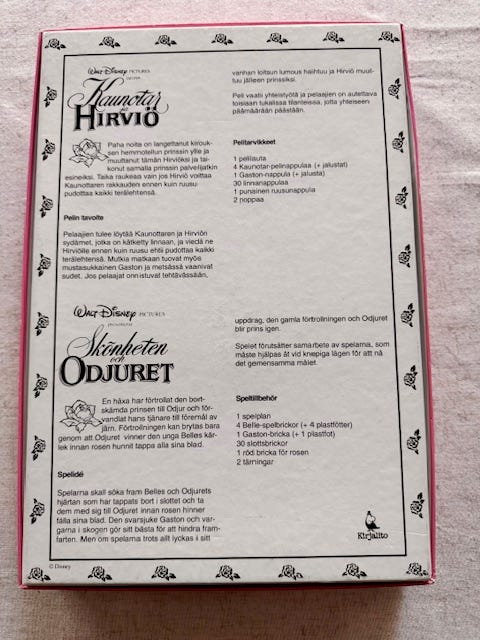 Walt Disney PICTURES
Kaunotar
ja
HIRVIÖ
Paha noita on langettanut kirouk-
sen hemmotellun prinssin ylle ja
muuttanut tämän Hirviöksi ja tai-
konut samalla prinssin palvelijatkin
esineiksi. Taika raukeaa vain jos Hirviö voittaa
Kaunottaren rakkauden ennen kuin ruusu
pudottaa kaikki terälehtensä.
Pelin tavoite
Pelaajien tulee löytää Kaunottaren ja Hirviön
sydämet, jotka on kätketty linnaan, ja viedä ne
Hirviölle ennen kuin ruusu ehtii pudottaa kaikki
terälehtensä. Mutkia matkaan tuovat myös
mustasukkainen Gaston ja metsässä vaanivat
sudet. Jos pelaajat onnistuvat tehtävässään,
vanhan loitsun lumous haihtuu ja Hirviö muut-
tuu jälleen prinssiksi.
Peli vaatii yhteistyötä ja pelaajien on autettava
toisiaan tukalissa tilanteissa, jotta yhteiseen
päämäärään päästään.
Pelitarvikkeet
1 pelilauta
4 Kaunotar-pelinappulaa (+ jalustat)
1 Gaston-nappula (+ jalusta)
30 linnanappulaa
1 punainen ruusunappula
2 noppaa
Walt Disney PICTURES
presenterar
Skönheten
och
ODJURET
En häxa har förtrollat den bort-
skämda prinsen till Odjur och för-
vandlat hans tjänare till föremål av
järn. Förtrollningen kan brytas bara
genom att Odjuret vinner den unga Belles kär-
lek innan rosen hunnit tappa alla sina blad.
Spelidé
Spelarna skall söka fram Belles och Odjurets
hjärtan som har tappats bort i slottet och ta
dem med sig till Odjuret innan rosen hinner
fälla sina blad. Den svarsjuke Gaston och var-
garna i skogen gör sitt bästa för att hindra fram-
farten. Men om spelarna trots allt lyckas i sitt
uppdrag, den gamla förtrollningen och Odjuret
blir prins igen.
Spelet förutsätter samarbete av spelarna, som
måste hjälpas åt vid knepiga lägen för att nå
det gemensamma målet.
Speltillbehör
1 spelplan
4 Belle-spelbrickor (+ 4 plastfötter)
1 Gaston-bricka (+ 1 plastfot)
30 slottsbrickor
1 röd bricka för rosen
2 tärningar
Kirjalito
© Disney